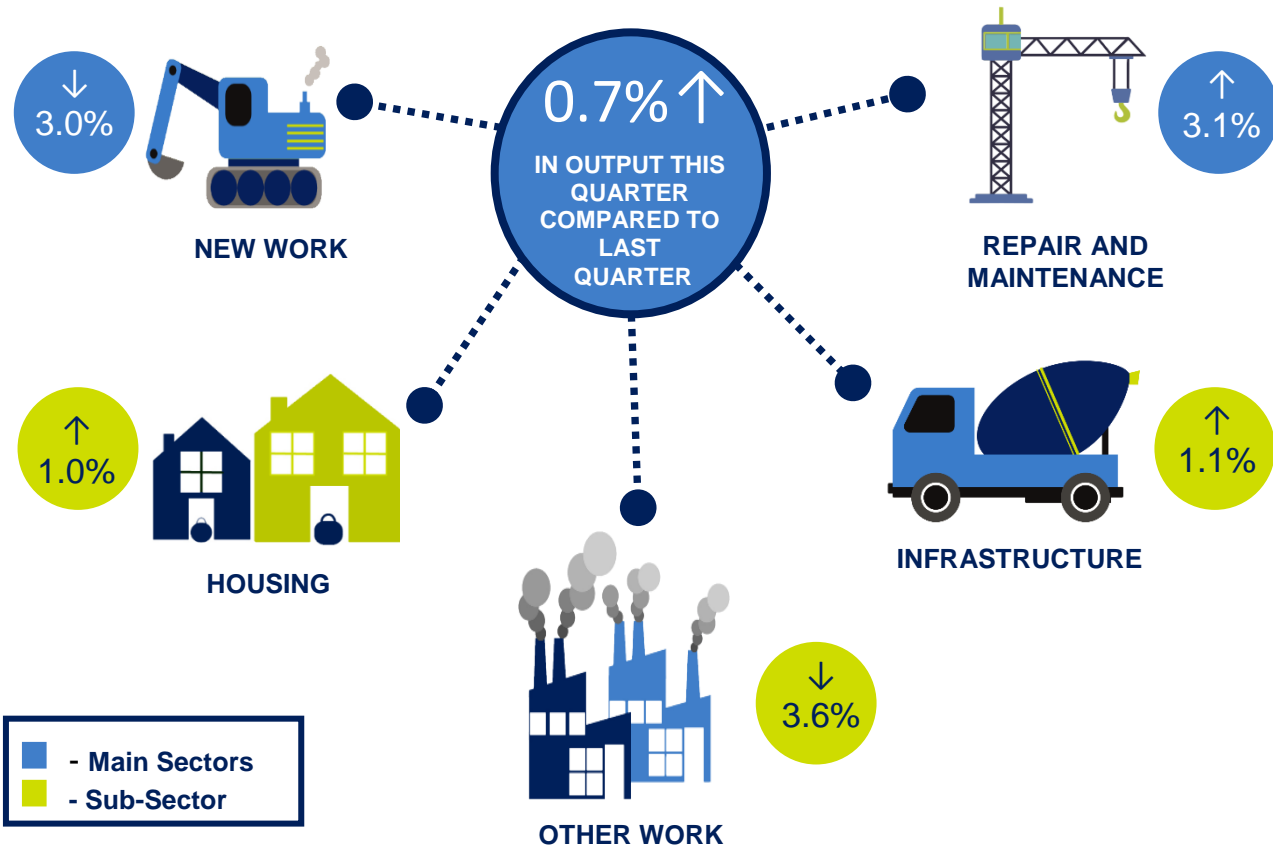 0.7% ↑
IN OUTPUT THIS
QUARTER
COMPARED TO
LAST
QUARTER
↓
3.0%
NEW WORK
↑
3.1%
REPAIR AND
MAINTENANCE
↑
1.0%
HOUSING
↑
1.1%
INFRASTRUCTURE
↓
3.6%
OTHER WORK
- Main Sectors
- Sub-Sector